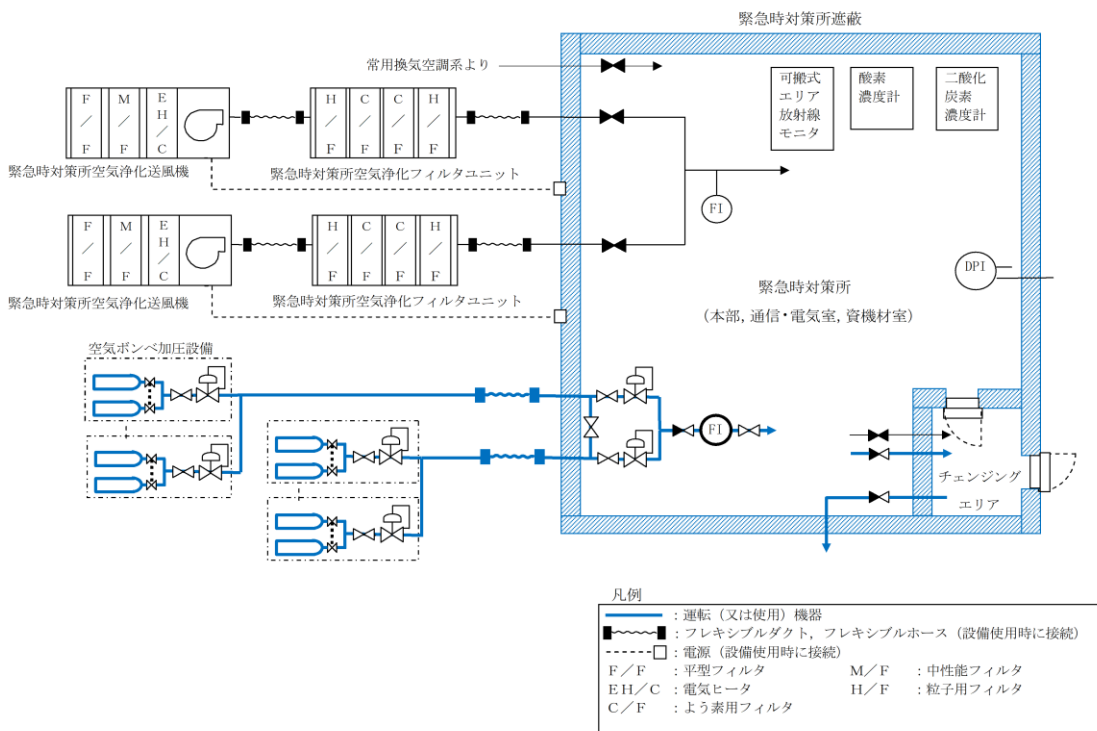 緊急時対策所遮蔽
常用換気空調系より
可搬式
エリア
放射線
モニタ
酸素
濃度計
二酸化
炭素
濃度計
F/F
M/F
EH/C
H/F
C/F
C/F
H/F
緊急時対策所空気浄化送風機
緊急時対策所空気浄化フィルタユニット
FI
F/F
M/F
EH/C
H/F
C/F
C/F
H/F
緊急時対策所空気浄化送風機
緊急時対策所空気浄化フィルタユニット
DPI
緊急時対策所
(本部, 通信・電気室, 資機材室)
空気ボンベ加圧設備
FI
チェンジング
エリア
凡例
:運転(又は使用)機器
:フレキシブルダクト, フレキシブルホース(設備使用時に接続)
:電源(設備使用時に接続)
F/F :平型フィルタ M/F :中性能フィルタ
EH/C :電気ヒータ H/F :粒子用フィルタ
C/F :よう素用フィルタ